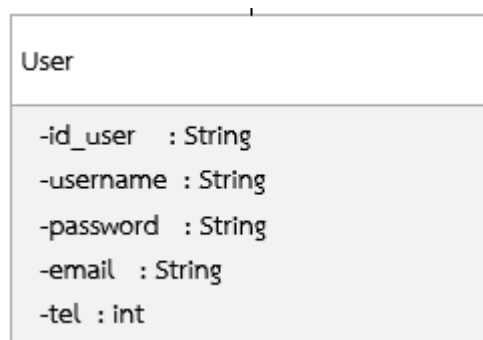 User
-id_user : String
-username : String
-password : String
-email : String
-tel : int